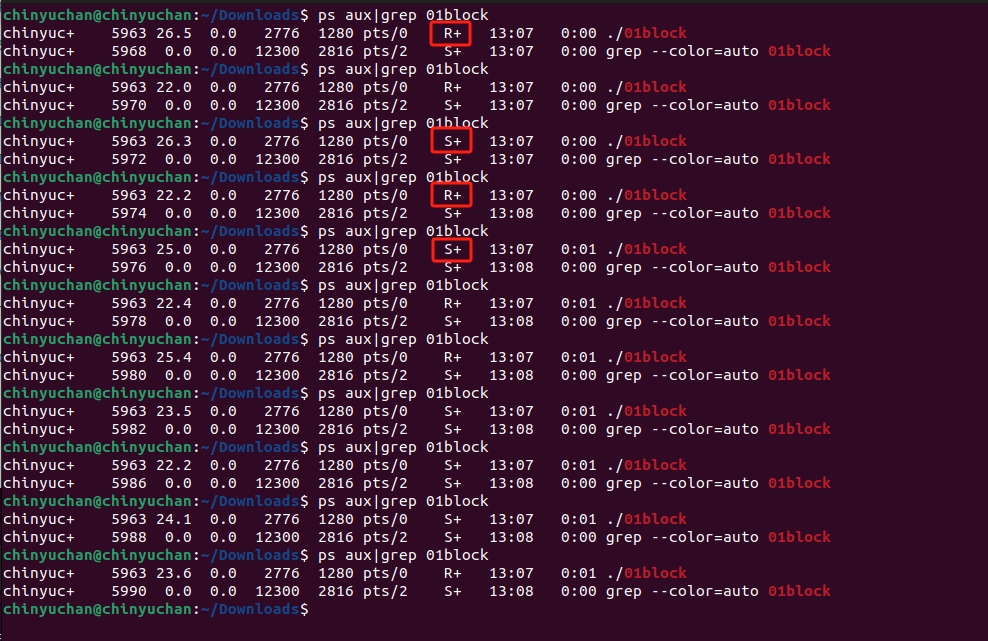 chinyuchan@chinyuchan:~/Downloads$ ps aux|grep 01block
chinyuc+    5963 26.5  0.0   2776  1280 pts/0    R+   13:07   0:00 ./01block
chinyuc+    5968  0.0  0.0  12300  2816 pts/2    S+   13:07   0:00 grep --color=auto 01block
chinyuchan@chinyuchan:~/Downloads$ ps aux|grep 01block
chinyuc+    5963 22.0  0.0   2776  1280 pts/0    R+   13:07   0:00 ./01block
chinyuc+    5970  0.0  0.0  12300  2816 pts/2    S+   13:07   0:00 grep --color=auto 01block
chinyuchan@chinyuchan:~/Downloads$ ps aux|grep 01block
chinyuc+    5963 26.3  0.0   2776  1280 pts/0    S+   13:07   0:00 ./01block
chinyuc+    5972  0.0  0.0  12300  2816 pts/2    S+   13:07   0:00 grep --color=auto 01block
chinyuchan@chinyuchan:~/Downloads$ ps aux|grep 01block
chinyuc+    5963 22.2  0.0   2776  1280 pts/0    R+   13:07   0:00 ./01block
chinyuc+    5974  0.0  0.0  12300  2816 pts/2    S+   13:08   0:00 grep --color=auto 01block
chinyuchan@chinyuchan:~/Downloads$ ps aux|grep 01block
chinyuc+    5963 25.0  0.0   2776  1280 pts/0    S+   13:07   0:01 ./01block
chinyuc+    5976  0.0  0.0  12300  2816 pts/2    S+   13:08   0:00 grep --color=auto 01block
chinyuchan@chinyuchan:~/Downloads$ ps aux|grep 01block
chinyuc+    5963 22.4  0.0   2776  1280 pts/0    R+   13:07   0:01 ./01block
chinyuc+    5978  0.0  0.0  12300  2816 pts/2    S+   13:08   0:00 grep --color=auto 01block
chinyuchan@chinyuchan:~/Downloads$ ps aux|grep 01block
chinyuc+    5963 25.4  0.0   2776  1280 pts/0    R+   13:07   0:01 ./01block
chinyuc+    5980  0.0  0.0  12300  2816 pts/2    S+   13:08   0:00 grep --color=auto 01block
chinyuchan@chinyuchan:~/Downloads$ ps aux|grep 01block
chinyuc+    5963 23.5  0.0   2776  1280 pts/0    S+   13:07   0:01 ./01block
chinyuc+    5982  0.0  0.0  12300  2816 pts/2    S+   13:08   0:00 grep --color=auto 01block
chinyuchan@chinyuchan:~/Downloads$ ps aux|grep 01block
chinyuc+    5963 22.2  0.0   2776  1280 pts/0    S+   13:07   0:01 ./01block
chinyuc+    5986  0.0  0.0  12300  2816 pts/2    S+   13:08   0:00 grep --color=auto 01block
chinyuchan@chinyuchan:~/Downloads$ ps aux|grep 01block
chinyuc+    5963 24.1  0.0   2776  1280 pts/0    S+   13:07   0:01 ./01block
chinyuc+    5988  0.0  0.0  12300  2816 pts/2    S+   13:08   0:00 grep --color=auto 01block
chinyuchan@chinyuchan:~/Downloads$ ps aux|grep 01block
chinyuc+    5963 23.6  0.0   2776  1280 pts/0    R+   13:07   0:01 ./01block
chinyuc+    5990  0.0  0.0  12300  2816 pts/2    S+   13:08   0:00 grep --color=auto 01block
chinyuchan@chinyuchan:~/Downloads$